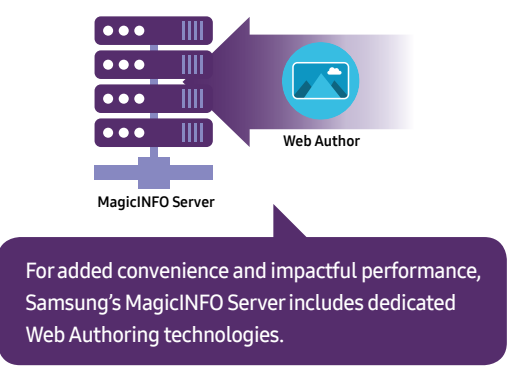 Web Author
MagicINFO Server
For added convenience and impactful performance,
Samsung's MagicINFO Server includes dedicated
Web Authoring technologies.